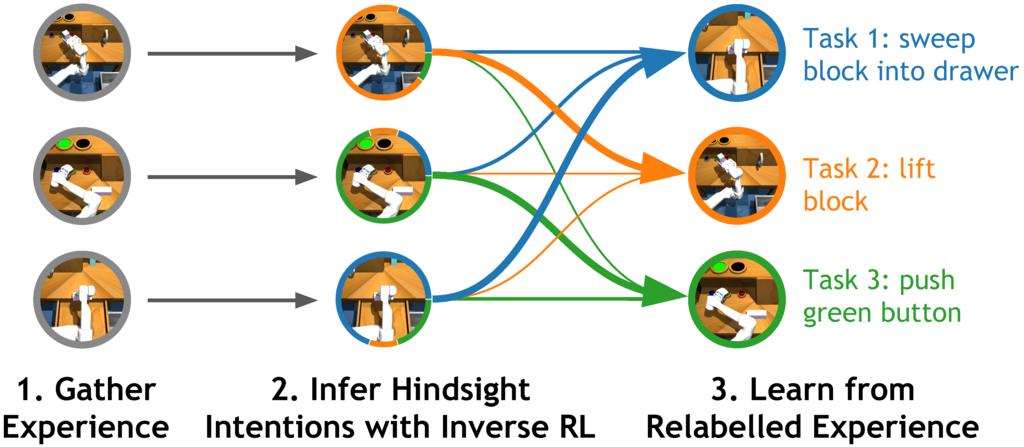 Task 1: sweep
block into drawer
Task 2: lift
block
Task 3: push
green button
1. Gather
Experience
2. Infer Hindsight
Intentions with Inverse RL
3. Learn from
Relabelled Experience